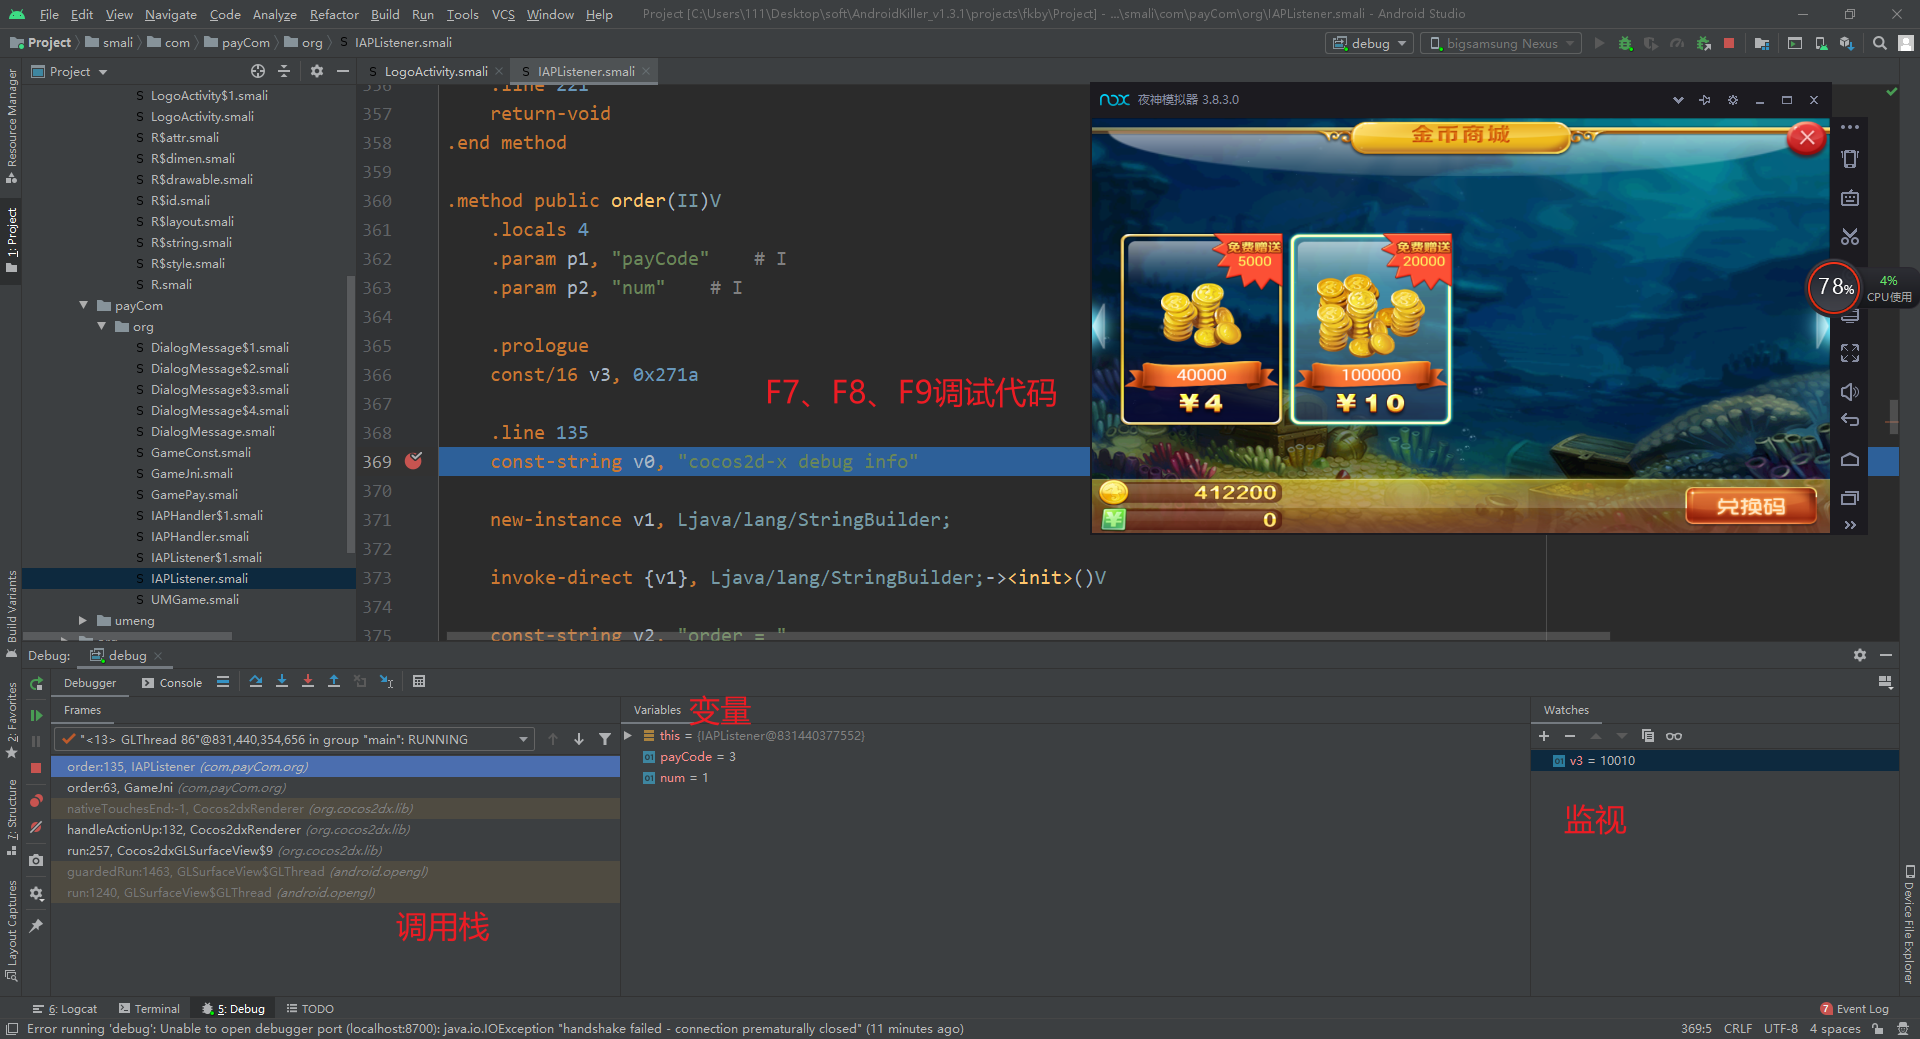 File Edit View Navigate Code Analyze Refactor Build Run Tools VCS Window Help Project [C:\Users\111\Desktop\soft\AndroidKiller_v1.3.1\projects\fkby\Project] - ...\smali\com\payCom\org\IAPListener.smali - Android Studio
Project smali com payCom org IAPListener.smali debug bigsamsung Nexus
Project LogoActivity.smali IAPListener.smali
Resource Manager
1: Project
Build Variants
2: Favorites
7: Structure
Layout Captures
LogoActivity$1.smali
LogoActivity.smali
R$attr.smali
R$dimen.smali
R$drawable.smali
R$id.smali
R$layout.smali
R$string.smali
R$style.smali
R.smali
payCom
org
DialogMessage$1.smali
DialogMessage$2.smali
DialogMessage$3.smali
DialogMessage$4.smali
DialogMessage.smali
GameConst.smali
GameJni.smali
GamePay.smali
IAPHandler$1.smali
IAPHandler.smali
IAPListener$1.smali
IAPListener.smali
UMGame.smali
umeng
356 .line 221
357 return-void
358 .end method
359
360 .method public order(II)V
361 .locals 4
362 .param p1, "payCode" # I
363 .param p2, "num" # I
364
365 .prologue
366 const/16 v3, 0x271a
367
368 .line 135
369 const-string v0, "cocos2d-x debug info"
370
371 new-instance v1, Ljava/lang/StringBuilder;
372
373 invoke-direct {v1}, Ljava/lang/StringBuilder;-><init>()V
374
375 const-string v2, "order = "
F7、F8、F9调试代码
nox 夜神模拟器 3.8.3.0
金币商城
免费赠送
5000
免费赠送
20000
40000
100000
¥4
¥10
412200
0
兑换码
78%
4%
CPU使用
Debug: debug
Debugger Console
Frames
"<13> GLThread 86"@831,440,354,656 in group "main": RUNNING
order:135, IAPListener (com.payCom.org)
order:63, GameJni (com.payCom.org)
nativeTouchesEnd:-1, Cocos2dxRenderer (org.cocos2dx.lib)
handleActionUp:132, Cocos2dxRenderer (org.cocos2dx.lib)
run:257, Cocos2dxGLSurfaceView$9 (org.cocos2dx.lib)
guardedRun:1463, GLSurfaceView$GLThread (android.opengl)
run:1240, GLSurfaceView$GLThread (android.opengl)
调用栈
Variables 变量
this = {IAPListener@831440377552}
payCode = 3
num = 1
Watches
v3 = 10010
监视
Device File Explorer
6: Logcat Terminal 5: Debug TODO 7 Event Log
Error running 'debug': Unable to open debugger port (localhost:8700): java.io.IOException "handshake failed - connection prematurally closed" (11 minutes ago) 369:5 CRLF UTF-8 4 spaces